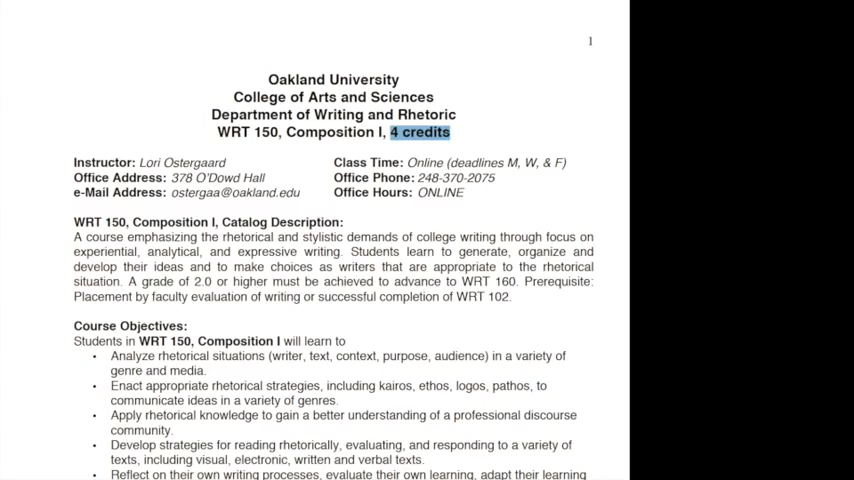 1
Oakland University
College of Arts and Sciences
Department of Writing and Rhetoric
WRT 150, Composition I, 4 credits
Instructor: Lori Ostergaard
Class Time: Online (deadlines M, W, & F)
Office Address: 378 O'Dowd Hall
Office Phone: 248-370-2075
e-Mail Address: ostergaa@oakland.edu
Office Hours: ONLINE
WRT 150, Composition I, Catalog Description:
A course emphasizing the rhetorical and stylistic demands of college writing through focus on
experiential, analytical, and expressive writing. Students learn to generate, organize and
develop their ideas and to make choices as writers that are appropriate to the rhetorical
situation. A grade of 2.0 or higher must be achieved to advance to WRT 160. Prerequisite:
Placement by faculty evaluation of writing or successful completion of WRT 102.
Course Objectives:
Students in WRT 150, Composition I will learn to
• Analyze rhetorical situations (writer, text, context, purpose, audience) in a variety of
genre and media.
• Enact appropriate rhetorical strategies, including kairos, ethos, logos, pathos, to
communicate ideas in a variety of genres.
• Apply rhetorical knowledge to gain a better understanding of a professional discourse
community.
• Develop strategies for reading rhetorically, evaluating, and responding to a variety of
texts, including visual, electronic, written and verbal texts.
• Reflect on their own writing processes, evaluate their own learning, adapt their learning